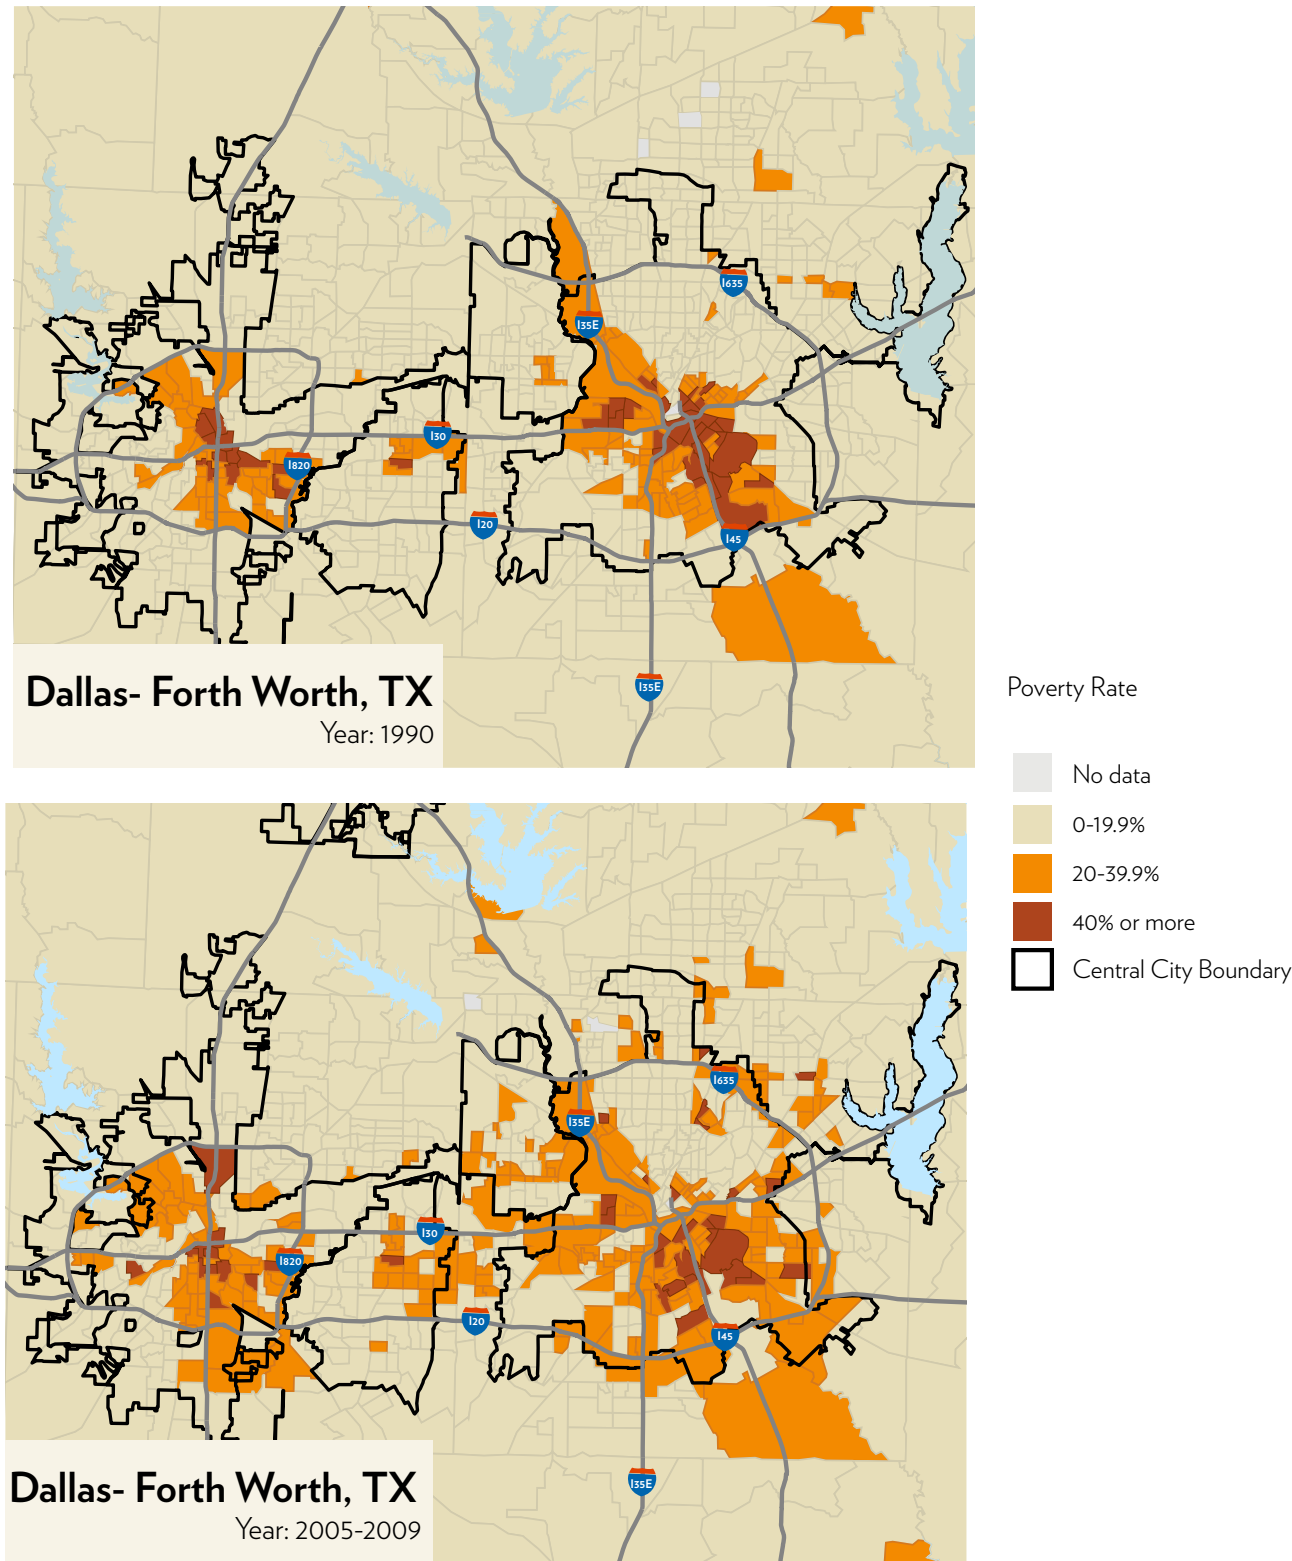 I635
I35E
I30
I820
I20
I45
I35E
Dallas- Forth Worth, TX
Year: 1990
Poverty Rate
No data
0-19.9%
20-39.9%
40% or more
Central City Boundary
I635
I35E
I30
I820
I20
I45
I35E
Dallas- Forth Worth, TX
Year: 2005-2009